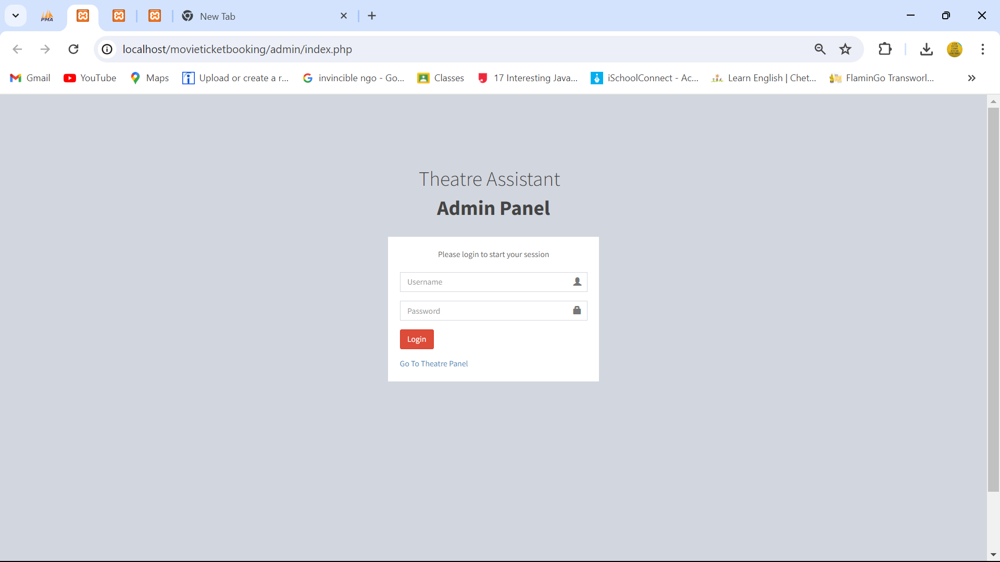 PMA
New Tab
localhost/movieticketbooking/admin/index.php
Gmail YouTube Maps Upload or create a r... invincible ngo - Go... Classes 17 Interesting Java... iSchoolConnect - Ac... Learn English | Chet... FlaminGo Transworl...
Theatre Assistant
Admin Panel
Please login to start your session
Username
Password
Login
Go To Theatre Panel